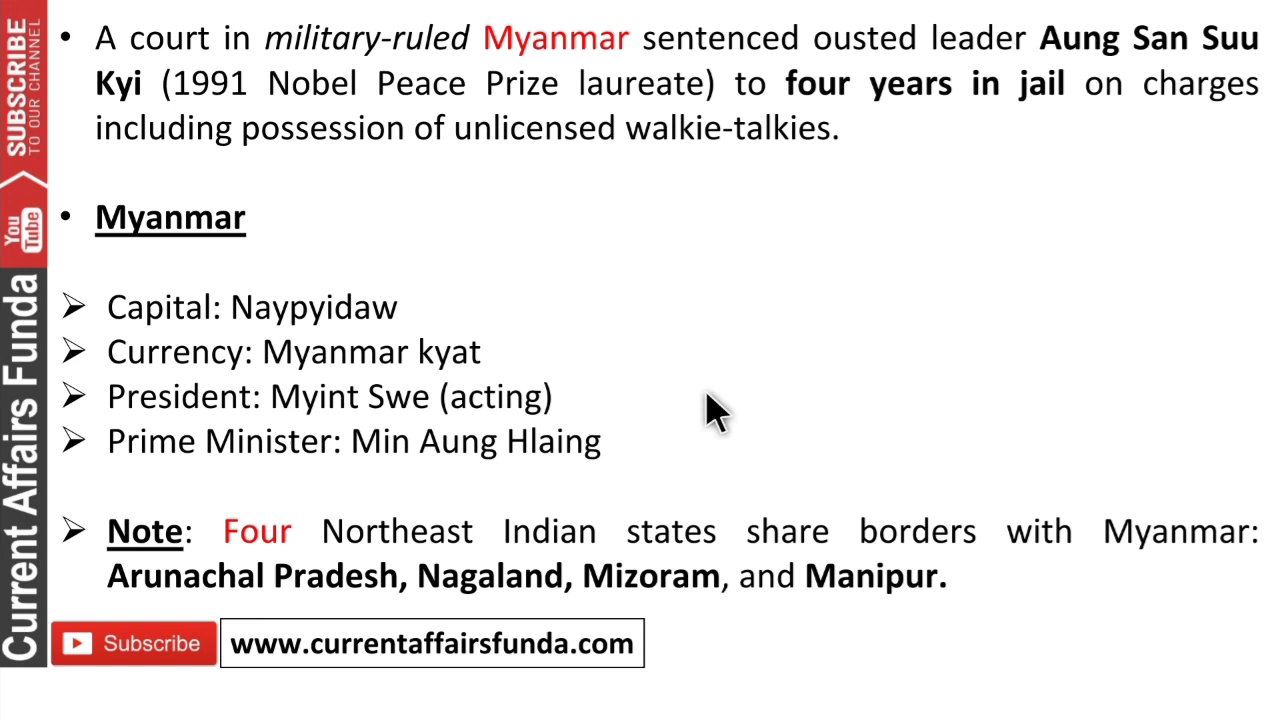 • A court in military-ruled Myanmar sentenced ousted leader Aung San Suu
Kyi (1991 Nobel Peace Prize laureate) to four years in jail on charges
including possession of unlicensed walkie-talkies.
• Myanmar
➢ Capital: Naypyidaw
➢ Currency: Myanmar kyat
➢ President: Myint Swe (acting)
➢ Prime Minister: Min Aung Hlaing
➢ Note: Four Northeast Indian states share borders with Myanmar:
Arunachal Pradesh, Nagaland, Mizoram, and Manipur.
Subscribe
www.currentaffairsfunda.com
SUBSCRIBE
TO OUR CHANNEL
You
Tube
Current Affairs Funda